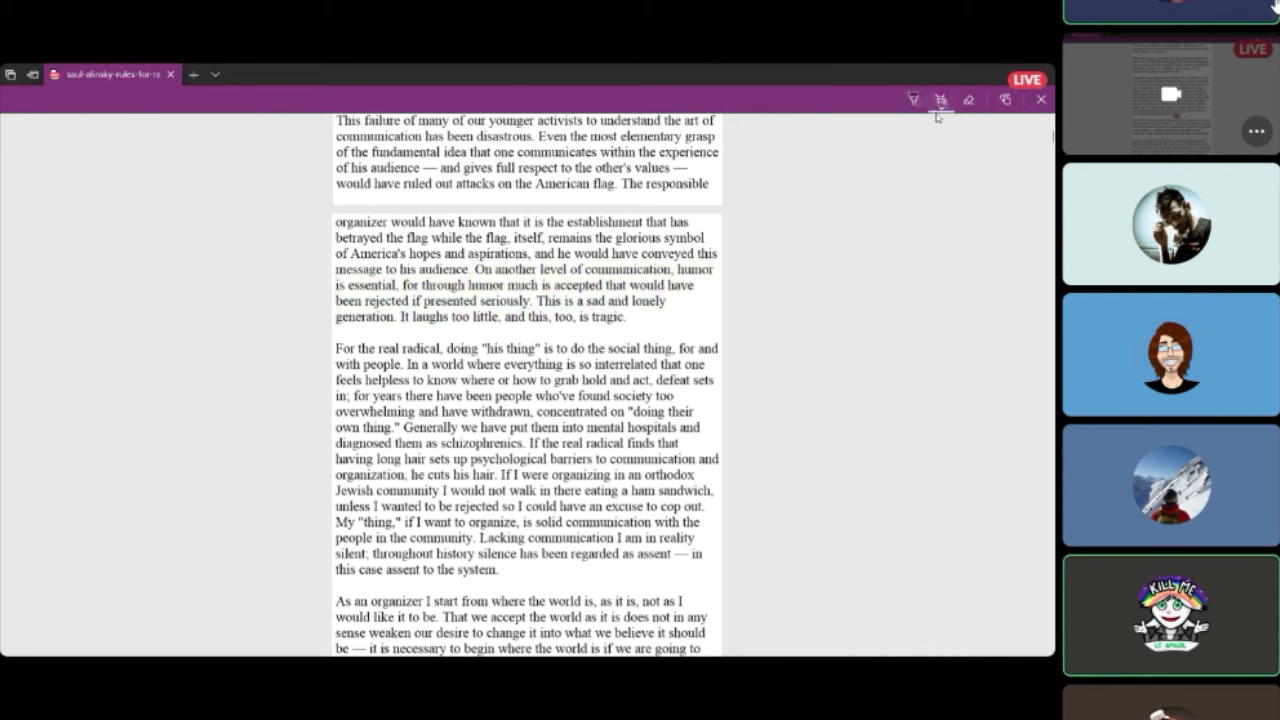 LIVE
saul-alinsky-rules-for-ra
LIVE
This failure of many of our younger activists to understand the art of
communication has been disastrous. Even the most elementary grasp
of the fundamental idea that one communicates within the experience
of his audience — and gives full respect to the other's values —
would have ruled out attacks on the American flag. The responsible
organizer would have known that it is the establishment that has
betrayed the flag while the flag, itself, remains the glorious symbol
of America's hopes and aspirations, and he would have conveyed this
message to his audience. On another level of communication, humor
is essential, for through humor much is accepted that would have
been rejected if presented seriously. This is a sad and lonely
generation. It laughs too little, and this, too, is tragic.
For the real radical, doing "his thing" is to do the social thing, for and
with people. In a world where everything is so interrelated that one
feels helpless to know where or how to grab hold and act, defeat sets
in; for years there have been people who've found society too
overwhelming and have withdrawn, concentrated on "doing their
own thing." Generally we have put them into mental hospitals and
diagnosed them as schizophrenics. If the real radical finds that
having long hair sets up psychological barriers to communication and
organization, he cuts his hair. If I were organizing in an orthodox
Jewish community I would not walk in there eating a ham sandwich,
unless I wanted to be rejected so I could have an excuse to cop out.
My "thing," if I want to organize, is solid communication with the
people in the community. Lacking communication I am in reality
silent; throughout history silence has been regarded as assent — in
this case assent to the system.
As an organizer I start from where the world is, as it is, not as I
would like it to be. That we accept the world as it is does not in any
sense weaken our desire to change it into what we believe it should
be — it is necessary to begin where the world is if we are going to
KILL ME